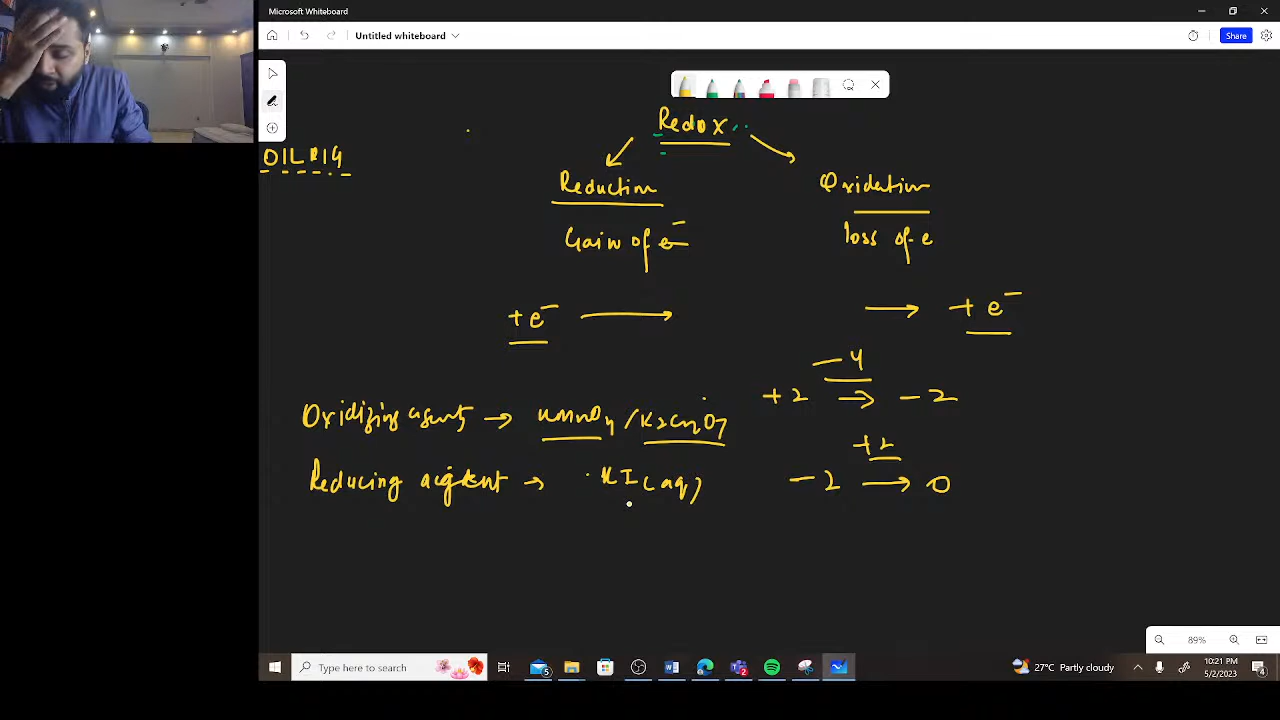 Microsoft Whiteboard
Untitled whiteboard
Share
Redox
OILRIG
Reduction
Oxidation
Gain of e⁻
loss of e
+e⁻ ⟶
⟶ + e⁻
-4
+2 → -2
Oxidizing agent → KMnO4 / K2Cr2O7
+2
Reducing agent → KI(aq)
-2 → 0
89%
Type here to search
27°C Partly cloudy
10:21 PM
5/2/2023